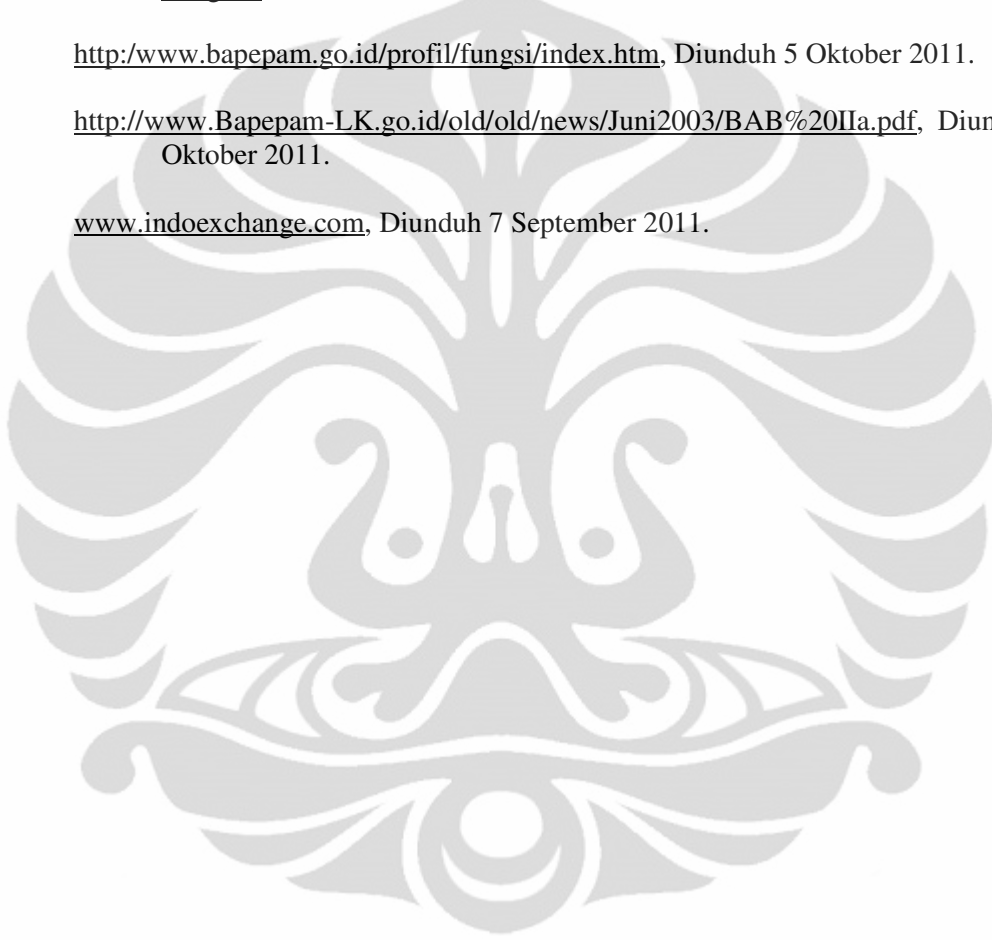 http:/www.bapepam.go.id/profil/fungsi/index.htm, Diunduh 5 Oktober 2011.
http://www.Bapepam-LK.go.id/old/old/news/Juni2003/BAB%20IIa.pdf,
Oktober 2011.
www.indoexchange.com, Diunduh 7 September 2011.